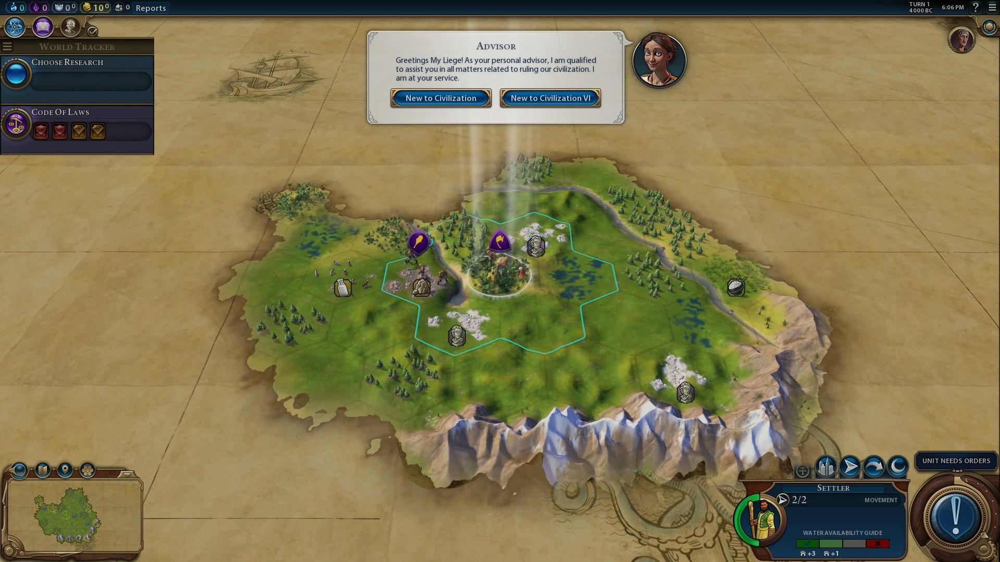 0 0 0⁰ 10⁰ 0 Reports
TURN 1
4000 BC
6:06 PM
?
WORLD TRACKER
CHOOSE RESEARCH
CODE OF LAWS
ADVISOR
Greetings My Liege! As your personal advisor, I am qualified
to assist you in all matters related to ruling our civilization. I
am at your service.
New to Civilization New to Civilization VI
UNIT NEEDS ORDERS
SETTLER
2/2 MOVEMENT
WATER AVAILABILITY GUIDE
+3 +1